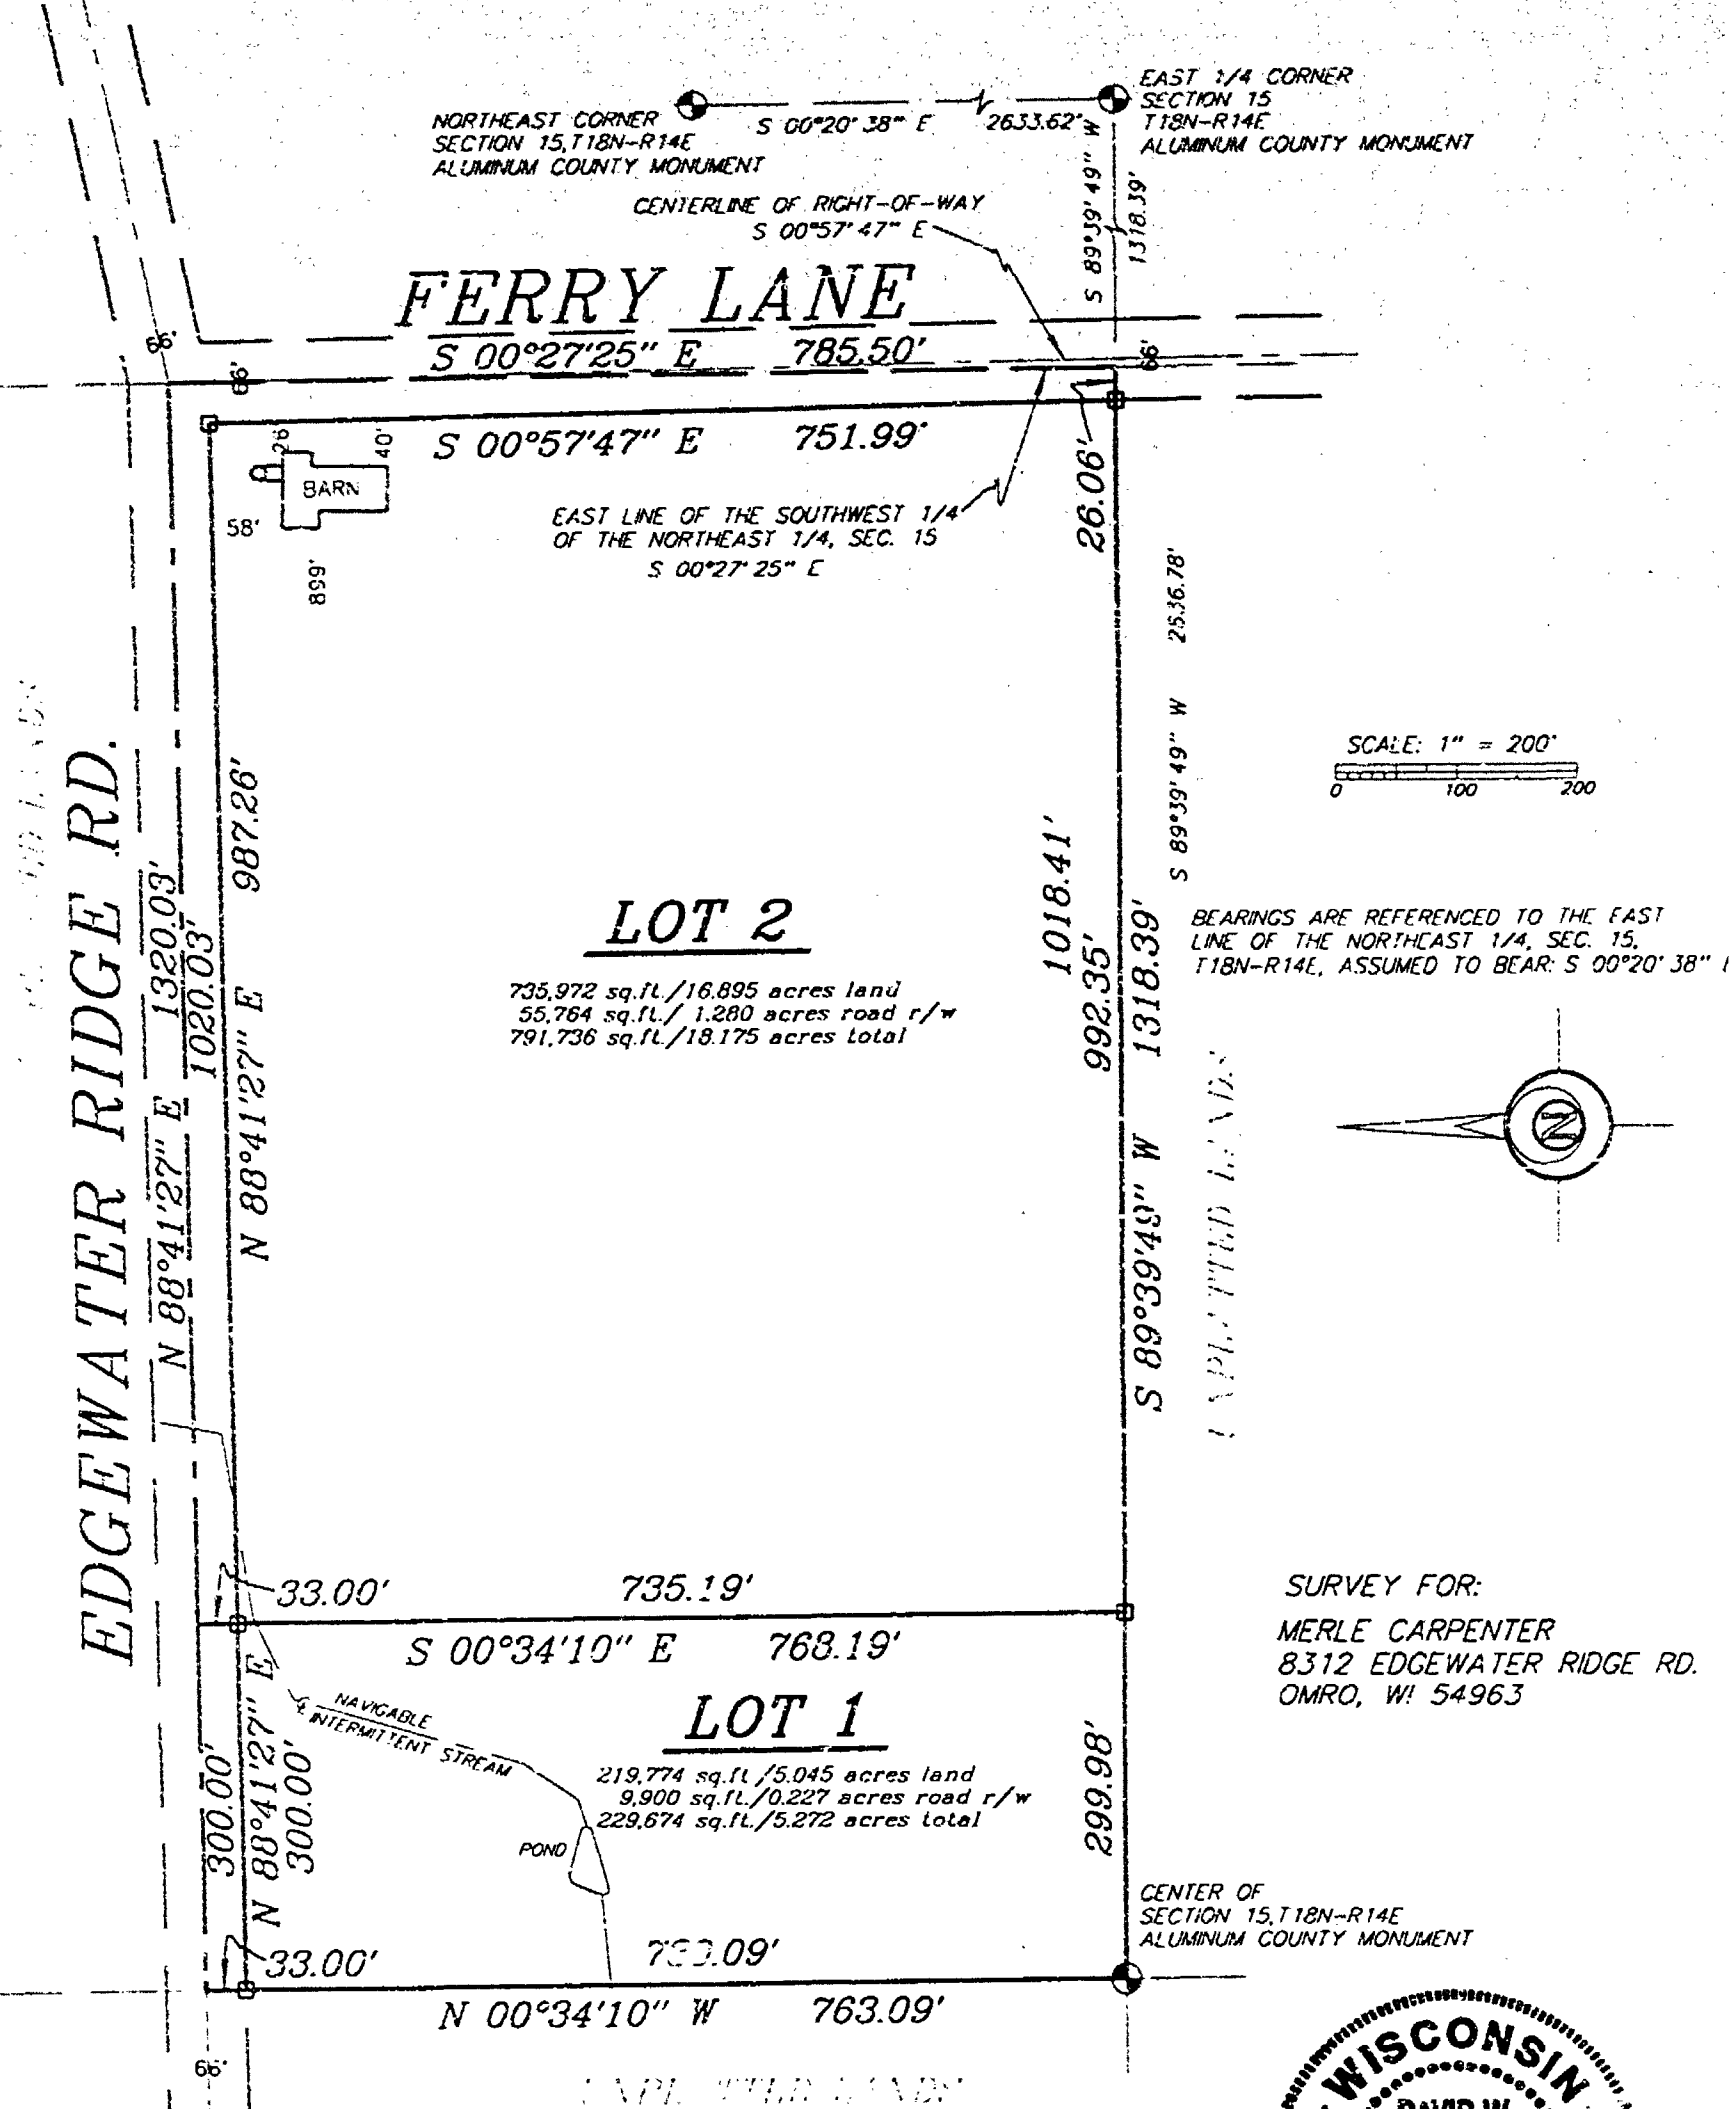 EAST 1/4 CORNER
SECTION 15
T18N-R14E
ALUMINUM COUNTY MONUMENT
NORTHEAST CORNER
SECTION 15, T18N-R14E
ALUMINUM COUNTY MONUMENT
S 00°20'38" E 2633.62'
S 89°39'49" W
1318.39'
CENTERLINE OF RIGHT-OF-WAY
S 00°57'47" E
FERRY LANE
S 00°27'25" E 785.50'
66'
66'
66'
S 00°57'47" E 751.99'
26'
40'
BARN
58'
899'
EAST LINE OF THE SOUTHWEST 1/4
OF THE NORTHEAST 1/4, SEC. 15
S 00°27'25" E
26.06'
S 89°39'49" W 2636.78'
SCALE: 1" = 200'
0 100 200
EDGEWATER RIDGE RD.
N 88°41'27" E 1320.03'
1020.03'
N 88°41'27" E 987.26'
LOT 2
735,972 sq.ft./16.895 acres land
55,764 sq.ft./ 1.280 acres road r/w
791,736 sq.ft./18.175 acres total
1018.41'
992.35'
S 89°39'49" W 1318.39'
BEARINGS ARE REFERENCED TO THE EAST
LINE OF THE NORTHEAST 1/4, SEC. 15,
T18N-R14E, ASSUMED TO BEAR: S 00°20'38"
N
LANDS
33.00' 735.19'
S 00°34'10" E 768.19'
SURVEY FOR:
MERLE CARPENTER
8312 EDGEWATER RIDGE RD.
OMRO, WI 54963
NAVIGABLE
INTERMITTENT STREAM
LOT 1
219,774 sq.ft./5.045 acres land
9,900 sq.ft./0.227 acres road r/w
229,674 sq.ft./5.272 acres total
POND
300.00'
N 88°41'27" E
300.00'
299.98'
CENTER OF
SECTION 15, T18N-R14E
ALUMINUM COUNTY MONUMENT
33.00'
N 00°34'10" W 763.09'
66'
LANDS
WISCONSIN
DAVID W.